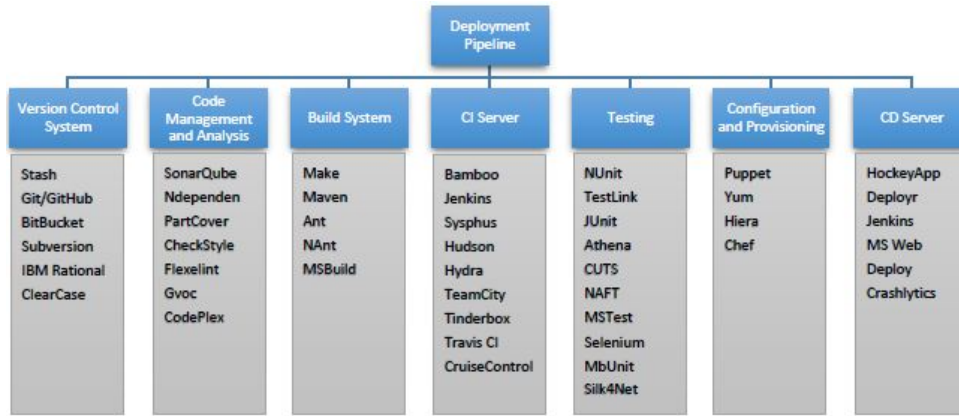 Deployment
Pipeline
Version Control
System
Code
Management
and Analysis
Build System
CI Server
Testing
Configuration
and Provisioning
CD Server
Stash
Git/GitHub
BitBucket
Subversion
IBM Rational
ClearCase
SonarQube
Ndependen
PartCover
CheckStyle
Flexelint
Gvoc
CodePlex
Make
Maven
Ant
NAnt
MSBuild
Bamboo
Jenkins
Sysphus
Hudson
Hydra
TeamCity
Tinderbox
Travis CI
CruiseControl
NUnit
TestLink
JUnit
Athena
CUTS
NAFT
MSTest
Selenium
MbUnit
Silk4Net
Puppet
Yum
Hiera
Chef
HockeyApp
Deployr
Jenkins
MS Web
Deploy
Crashlytics